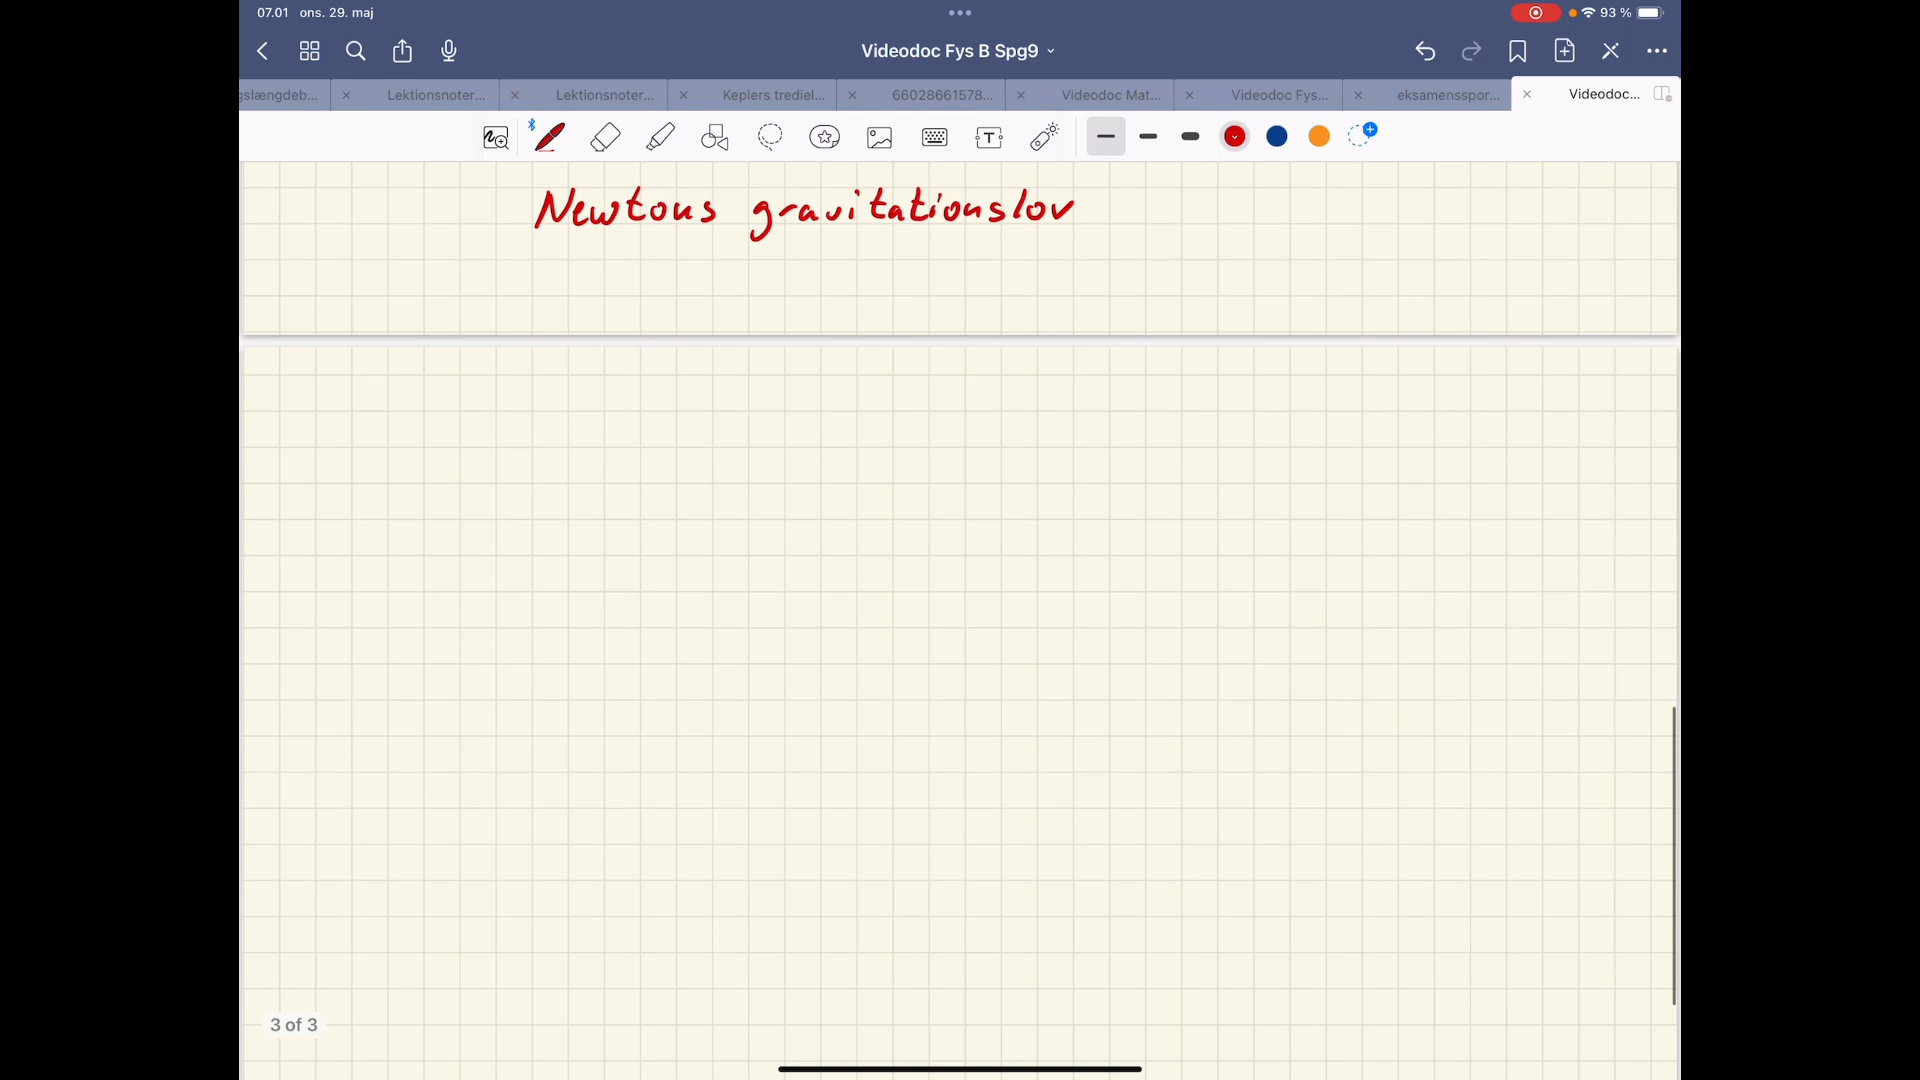 07.01 ons. 29. maj
93 %
Videodoc Fys B Spg9
gslængdeb...
Lektionsnoter...
Lektionsnoter...
Keplers trediel...
66028661578...
Videodoc Mat...
Videodoc Fys...
eksamensspor...
Videodoc...
Newtons gravitationslov
3 of 3